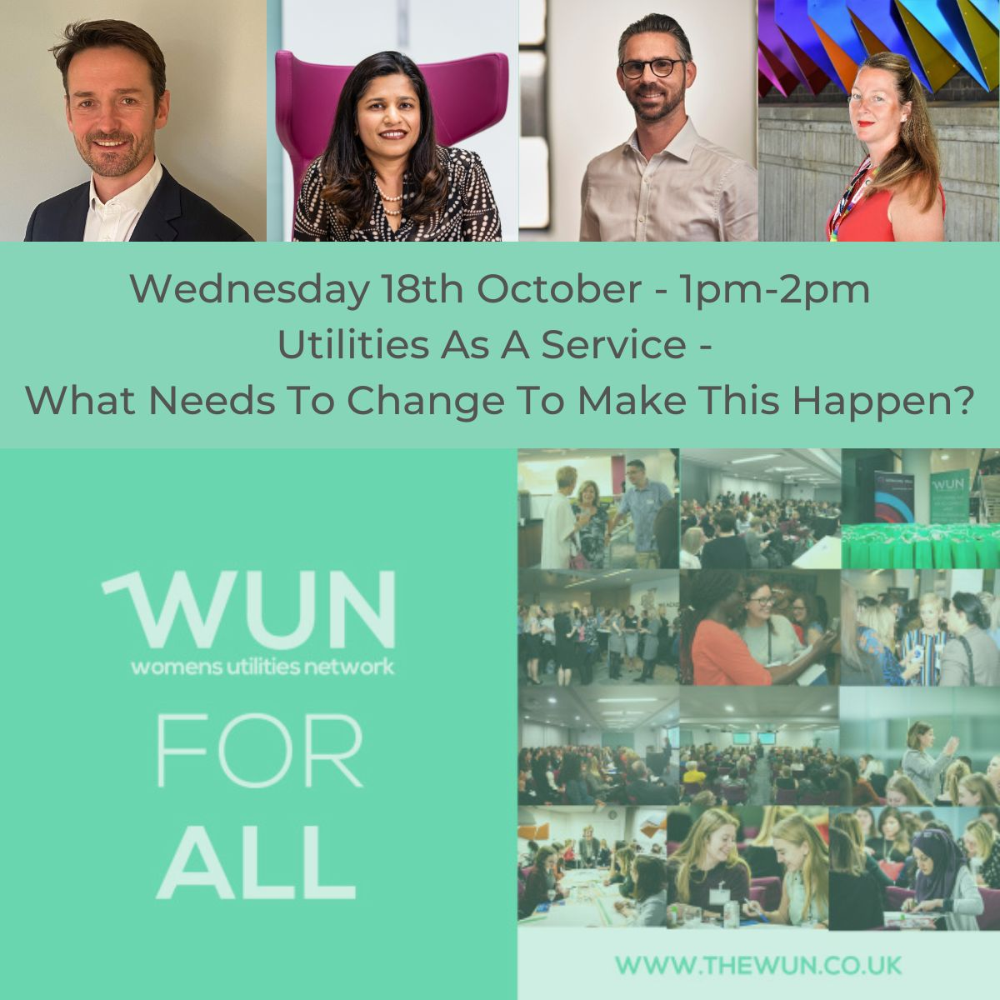 Wednesday 18th October - 1pm-2pm
Utilities As A Service -
What Needs To Change To Make This Happen?
WUN
womens utilities network
FOR
ALL
WUN
WWW.THEWUN.CO.UK